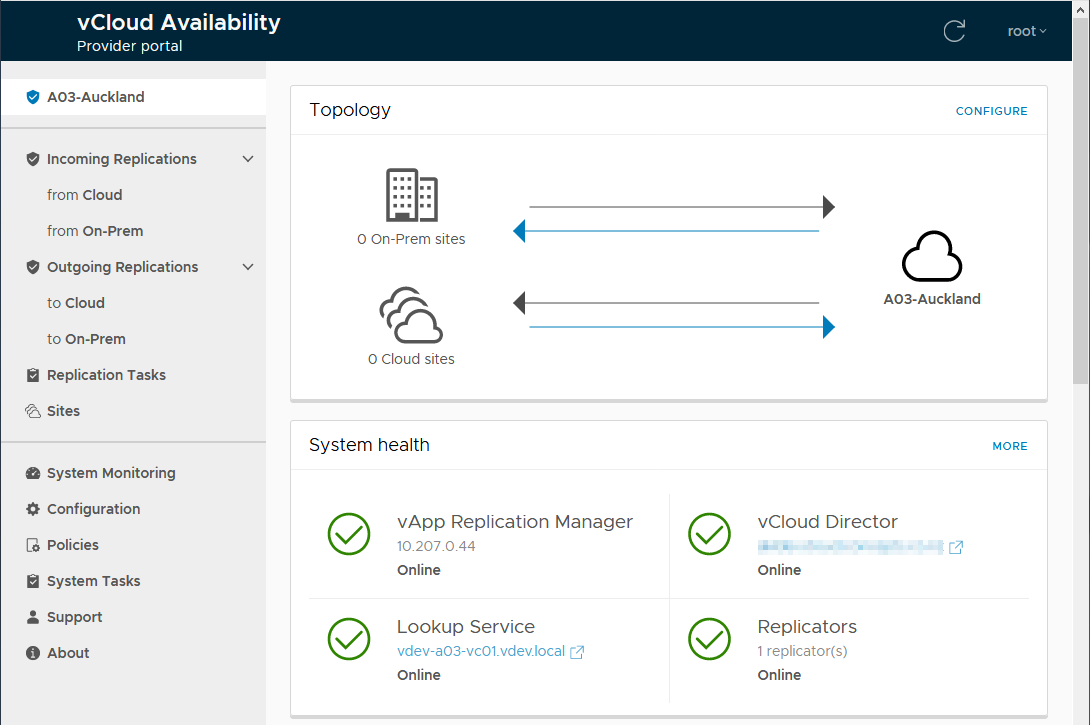 vCloud Availability
Provider portal
root
A03-Auckland
Incoming Replications
from Cloud
from On-Prem
Outgoing Replications
to Cloud
to On-Prem
Replication Tasks
Sites
System Monitoring
Configuration
Policies
System Tasks
Support
About
Topology
CONFIGURE
0 On-Prem sites
0 Cloud sites
A03-Auckland
System health
MORE
vApp Replication Manager
10.207.0.44
Online
vCloud Director
Online
Lookup Service
vdev-a03-vc01.vdev.local
Online
Replicators
1 replicator(s)
Online